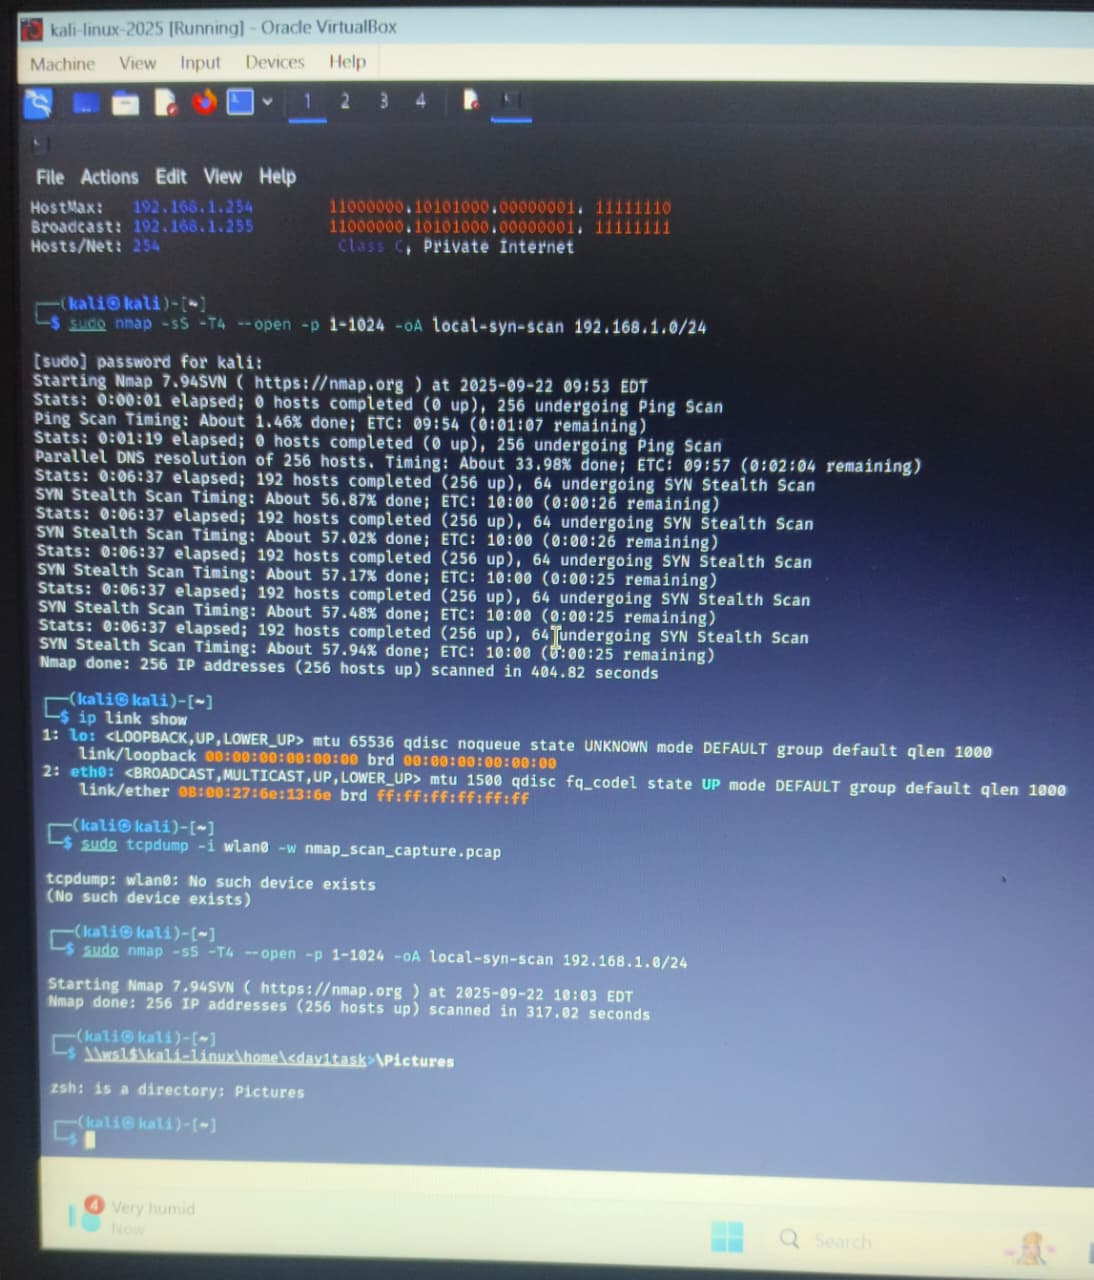 kali-linux-2025 [Running] - Oracle VirtualBox
Machine View Input Devices Help
1 2 3 4
File Actions Edit View Help
HostMax: 192.168.1.254 11000000.10101000.00000001. 11111110
Broadcast: 192.168.1.255 11000000.10101000.00000001. 11111111
Hosts/Net: 254 Class C, Private Internet
┌──(kali㉿kali)-[~]
└─$ sudo nmap -sS -T4 --open -p 1-1024 -oA local-syn-scan 192.168.1.0/24
[sudo] password for kali:
Starting Nmap 7.94SVN ( https://nmap.org ) at 2025-09-22 09:53 EDT
Stats: 0:00:01 elapsed; 0 hosts completed (0 up), 256 undergoing Ping Scan
Ping Scan Timing: About 1.46% done; ETC: 09:54 (0:01:07 remaining)
Stats: 0:01:19 elapsed; 0 hosts completed (0 up), 256 undergoing Ping Scan
Parallel DNS resolution of 256 hosts. Timing: About 33.98% done; ETC: 09:57 (0:02:04 remaining)
Stats: 0:06:37 elapsed; 192 hosts completed (256 up), 64 undergoing SYN Stealth Scan
SYN Stealth Scan Timing: About 56.87% done; ETC: 10:00 (0:00:26 remaining)
Stats: 0:06:37 elapsed; 192 hosts completed (256 up), 64 undergoing SYN Stealth Scan
SYN Stealth Scan Timing: About 57.02% done; ETC: 10:00 (0:00:26 remaining)
Stats: 0:06:37 elapsed; 192 hosts completed (256 up), 64 undergoing SYN Stealth Scan
SYN Stealth Scan Timing: About 57.17% done; ETC: 10:00 (0:00:25 remaining)
Stats: 0:06:37 elapsed; 192 hosts completed (256 up), 64 undergoing SYN Stealth Scan
SYN Stealth Scan Timing: About 57.48% done; ETC: 10:00 (0:00:25 remaining)
Stats: 0:06:37 elapsed; 192 hosts completed (256 up), 64 undergoing SYN Stealth Scan
SYN Stealth Scan Timing: About 57.94% done; ETC: 10:00 (0:00:25 remaining)
Nmap done: 256 IP addresses (256 hosts up) scanned in 404.82 seconds
┌──(kali㉿kali)-[~]
└─$ ip link show
1: lo: <LOOPBACK,UP,LOWER_UP> mtu 65536 qdisc noqueue state UNKNOWN mode DEFAULT group default qlen 1000
link/loopback 00:00:00:00:00:00 brd 00:00:00:00:00:00
2: eth0: <BROADCAST,MULTICAST,UP,LOWER_UP> mtu 1500 qdisc fq_codel state UP mode DEFAULT group default qlen 1000
link/ether 08:00:27:6e:13:6e brd ff:ff:ff:ff:ff:ff
┌──(kali㉿kali)-[~]
└─$ sudo tcpdump -i wlan0 -w nmap_scan_capture.pcap
tcpdump: wlan0: No such device exists
(No such device exists)
┌──(kali㉿kali)-[~]
└─$ sudo nmap -sS -T4 --open -p 1-1024 -oA local-syn-scan 192.168.1.0/24
Starting Nmap 7.94SVN ( https://nmap.org ) at 2025-09-22 10:03 EDT
Nmap done: 256 IP addresses (256 hosts up) scanned in 317.02 seconds
┌──(kali㉿kali)-[~]
└─$ \\wsl$\kali-linux\home\<day1task>\Pictures
zsh: is a directory: Pictures
┌──(kali㉿kali)-[~]
└─$
4 Very humid
Now
Search